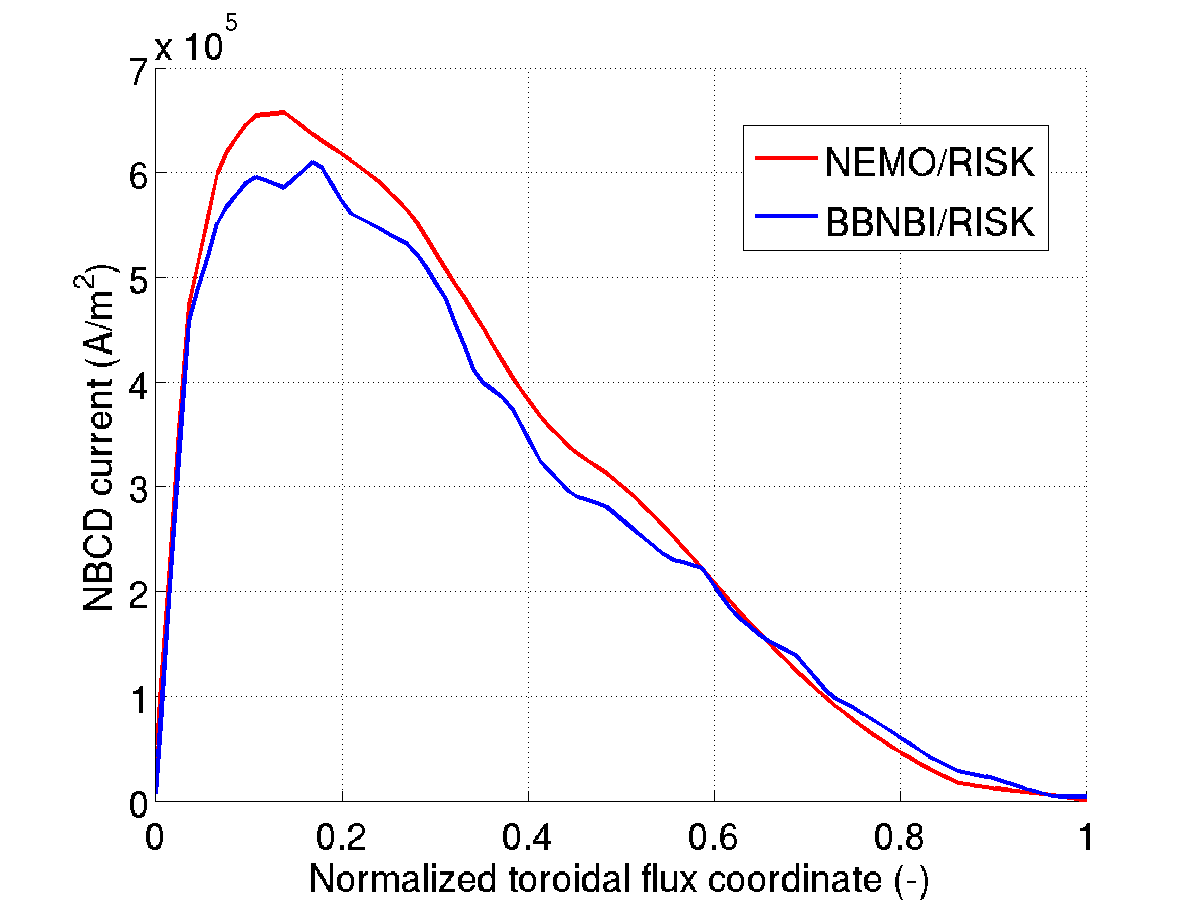 x 10^5
7
6
5
4
3
2
1
0
NBCD current (A/m^2)
NEMO/RISK
BBNBI/RISK
0 0.2 0.4 0.6 0.8 1
Normalized toroidal flux coordinate (-)